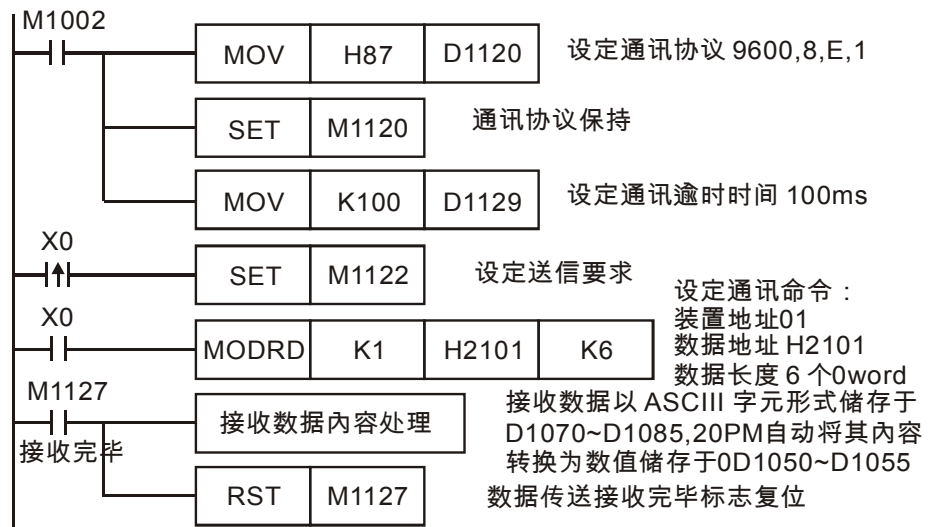 M1002
MOV H87 D1120 设定通讯协议 9600,8,E,1
SET M1120 通讯协议保持
MOV K100 D1129 设定通讯逾时时间 100ms
X0
SET M1122 设定送信要求
X0
MODRD K1 H2101 K6
设定通讯命令：
装置地址01
数据地址 H2101
数据长度 6 个0word
M1127
接收完毕
接收数据內容处理
接收数据以 ASCIII 字元形式储存于
D1070~D1085,20PM自动将其內容
转换为数值储存于0D1050~D1055
RST M1127 数据传送接收完毕标志复位